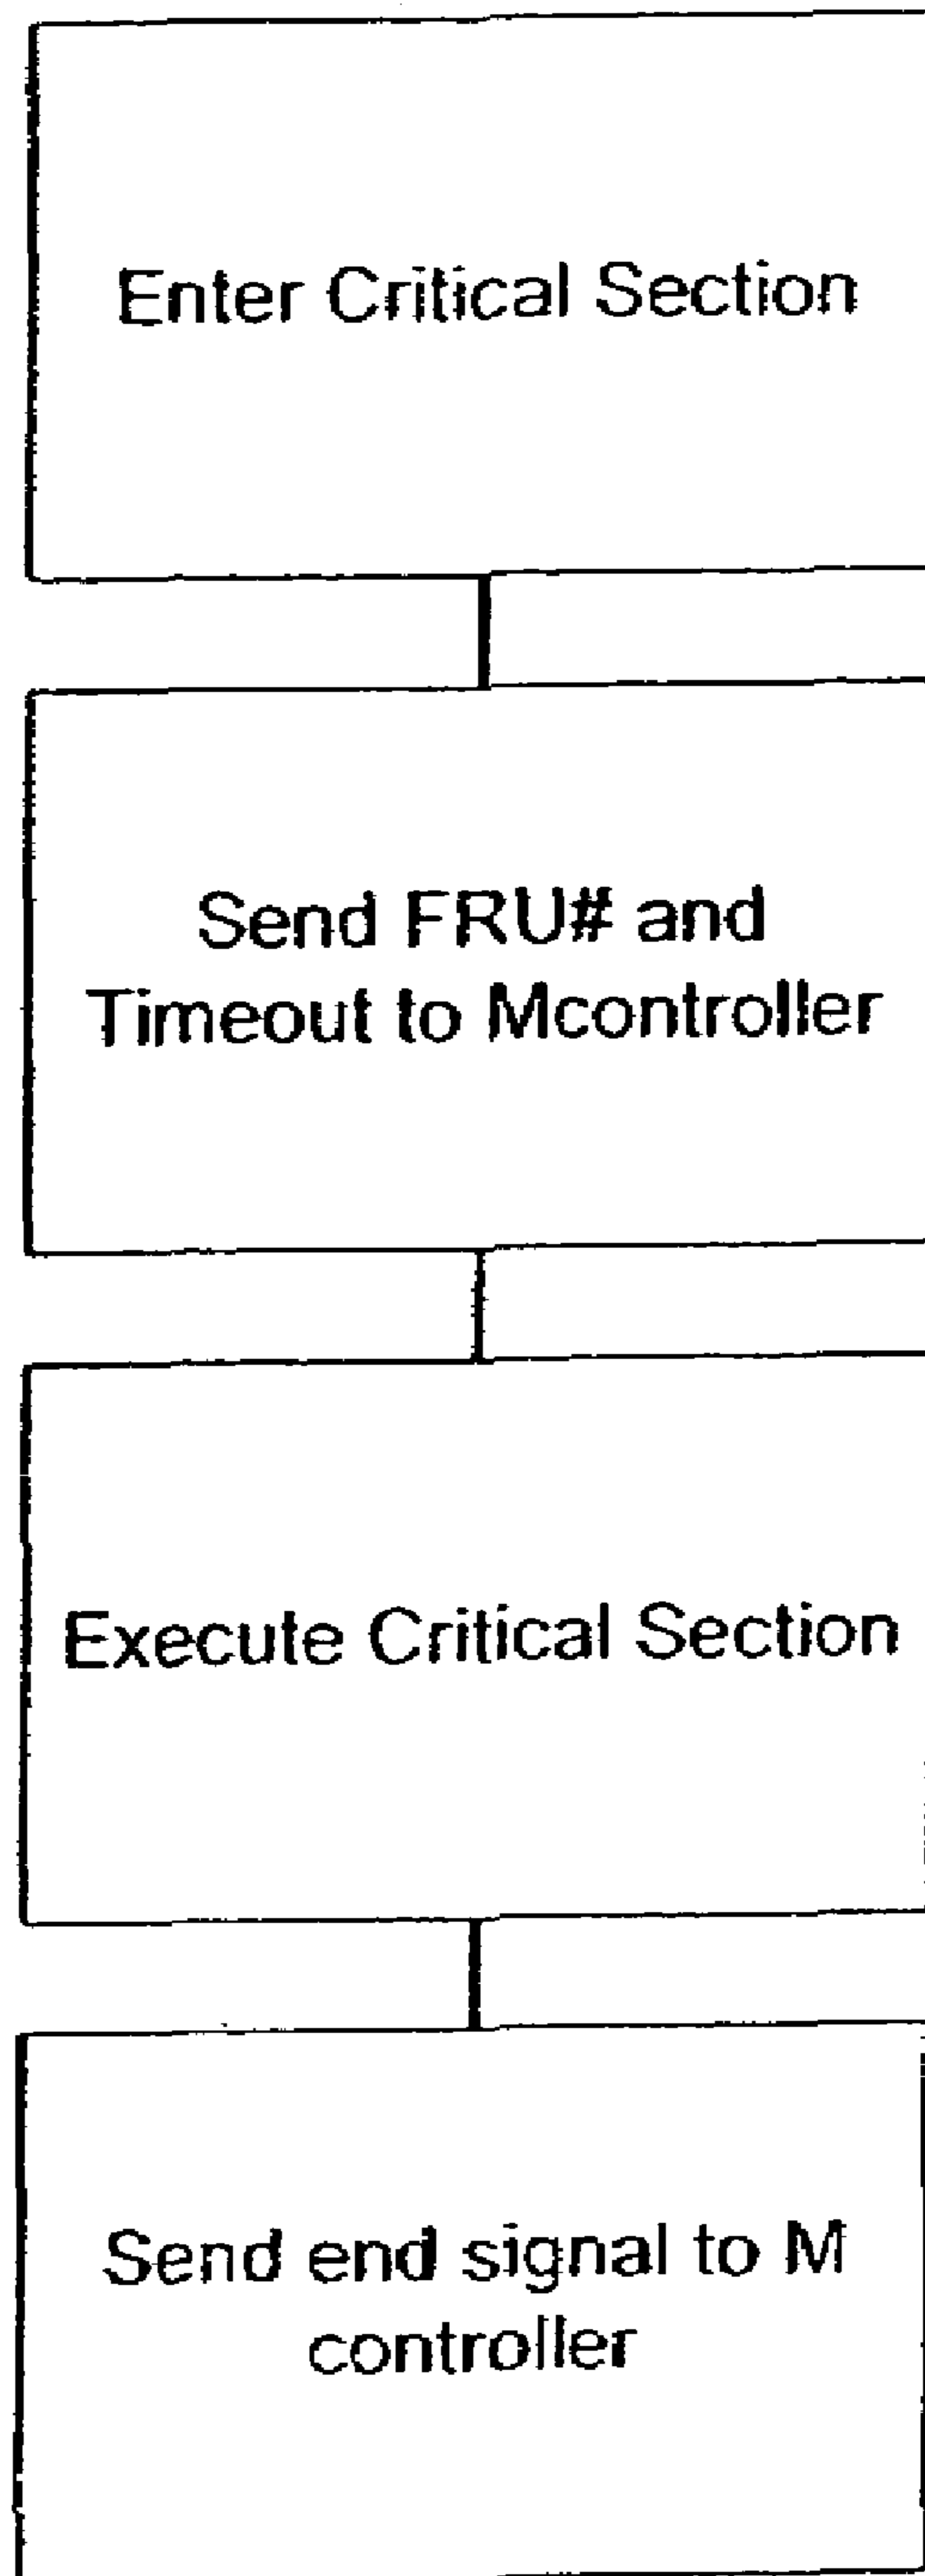 Enter Critical Section
Send FRU# and
Timeout to Mcontroller
Execute Critical Section
Send end signal to M
controller